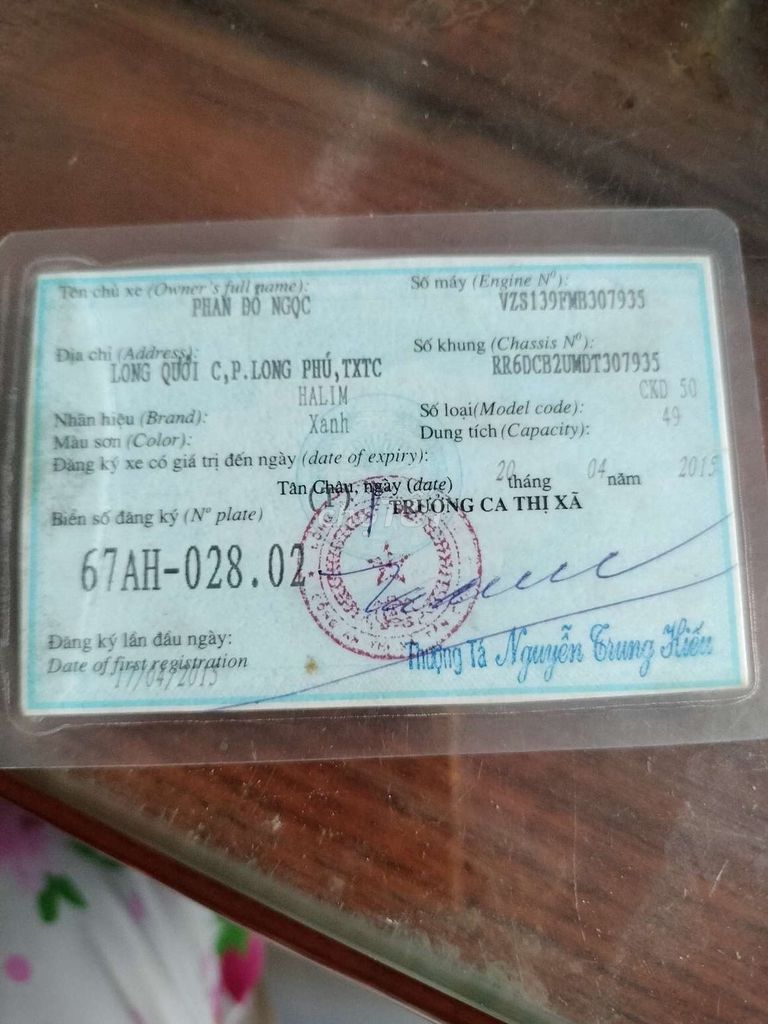 Tên chủ xe (Owner's full name):
PHAN ĐÔ NGỌC
Số máy (Engine Nº):
VZS139FMB307935
Địa chỉ (Address):
LONG QƯỚI C,P.LONG PHÚ,TXTC
Số khung (Chassis Nº):
RR6DCB2UMDT307935
Nhãn hiệu (Brand): HALIM
Số loại(Model code): CKD 50
Màu sơn (Color): Xanh
Dung tích (Capacity): 49
Đăng ký xe có giá trị đến ngày (date of expiry):
Tân Châu, ngày (date) 20 tháng 04 năm 2015
TRƯỞNG CA THỊ XÃ
Biển số đăng ký (Nº plate)
67AH-028.02
Đăng ký lần đầu ngày:
Date of first registration
17/04/2015
Thượng Tá Nguyễn Trung Hiếu